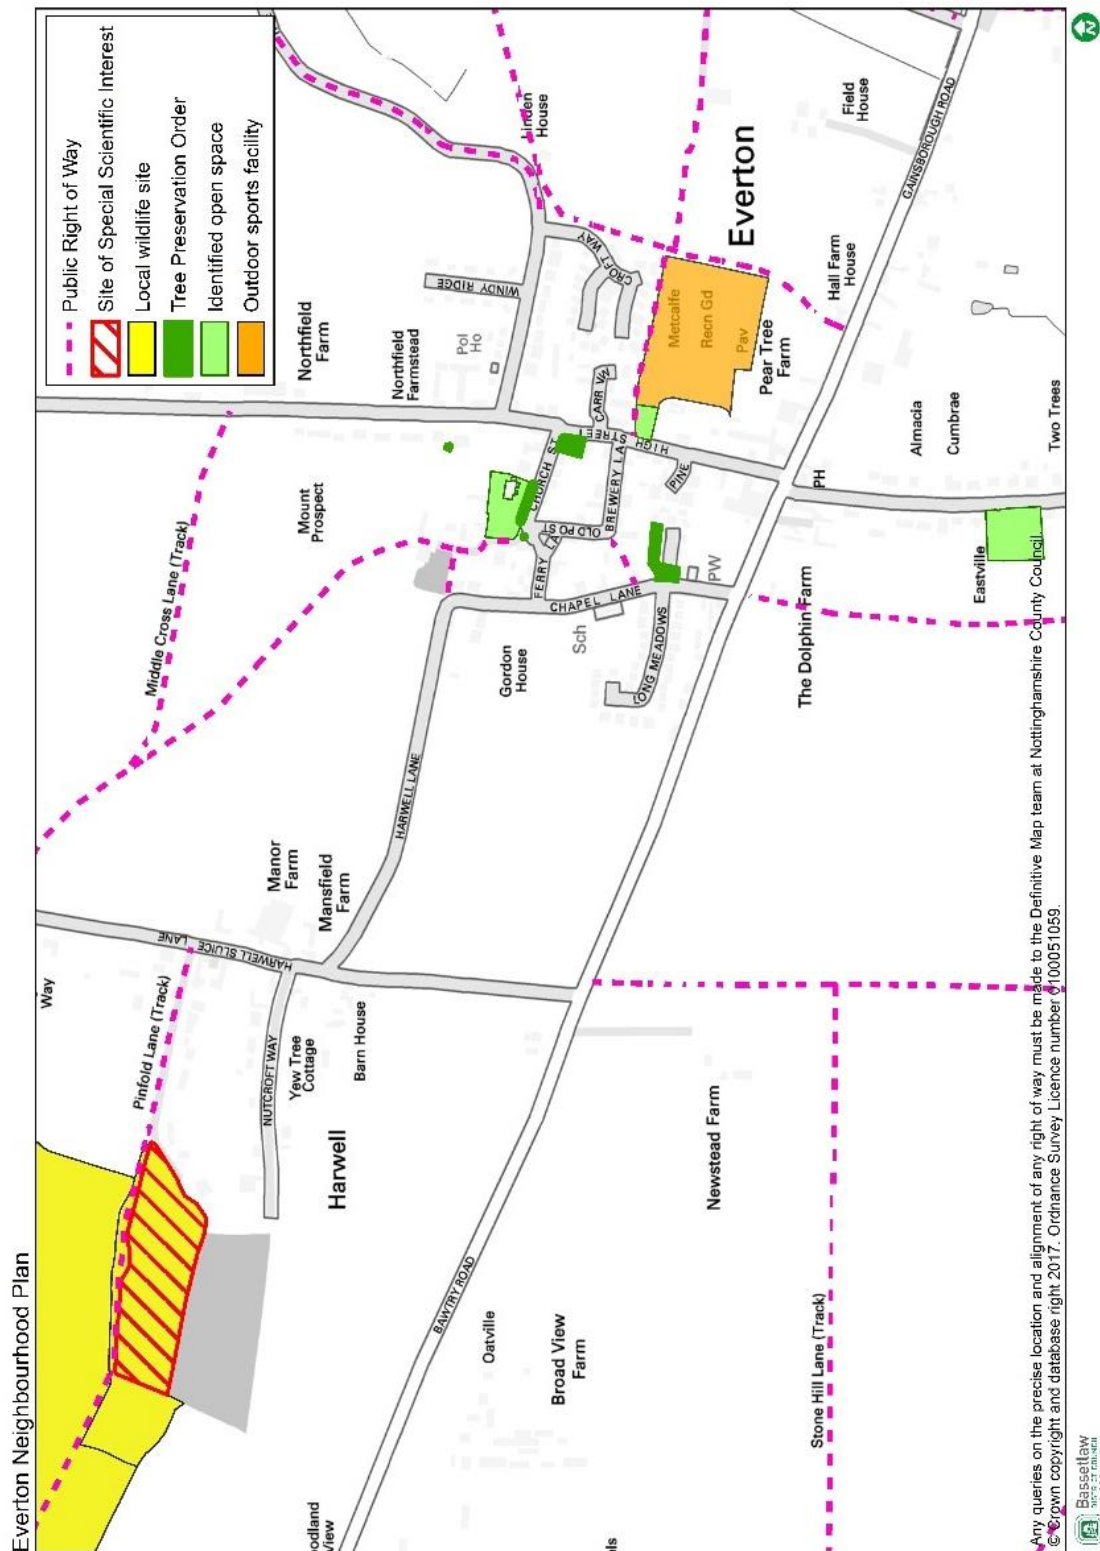 Everton Neighbourhood Plan
Public Right of Way
Site of Special Scientific Interest
Local wildlife site
Tree Preservation Order
Identified open space
Outdoor sports facility
Way
Pinfold Lane (Track)
HARWELL SLUICE LANE
Manor
Farm
Mansfield
Farm
NUTCROFT WAY
Yew Tree
Cottage
Barn House
Harwell
HARWELL LANE
Middle Cross Lane (Track)
Mount
Prospect
Northfield
Farm
Northfield
Farmstead
Pol
Ho
WINDY RIDGE
Linden
House
CROFT WAY
CARR VW
CHURCH ST
HIGH STREET
BREWERY LA
OLD POST
FERRY LA
PINE
CHAPEL LANE
Gordon
House
Sch
LONG MEADOWS
PW
Metcalfe
Recn Gd
Pav
Pear Tree
Farm
Everton
Hall Farm
House
Field
House
GAINSBOROUGH ROAD
PH
Almacia
Cumbrae
Two Trees
Eastville
The Dolphin Farm
BAWTRY ROAD
Oatville
Broad View
Farm
Newstead Farm
Stone Hill Lane (Track)
oodland
View
ls
Any queries on the precise location and alignment of any right of way must be made to the Definitive Map team at Nottinghamshire County Council.
© Crown copyright and database right 2017. Ordnance Survey Licence number 0100051059.
Bassetlaw
DISTRICT COUNCIL
N